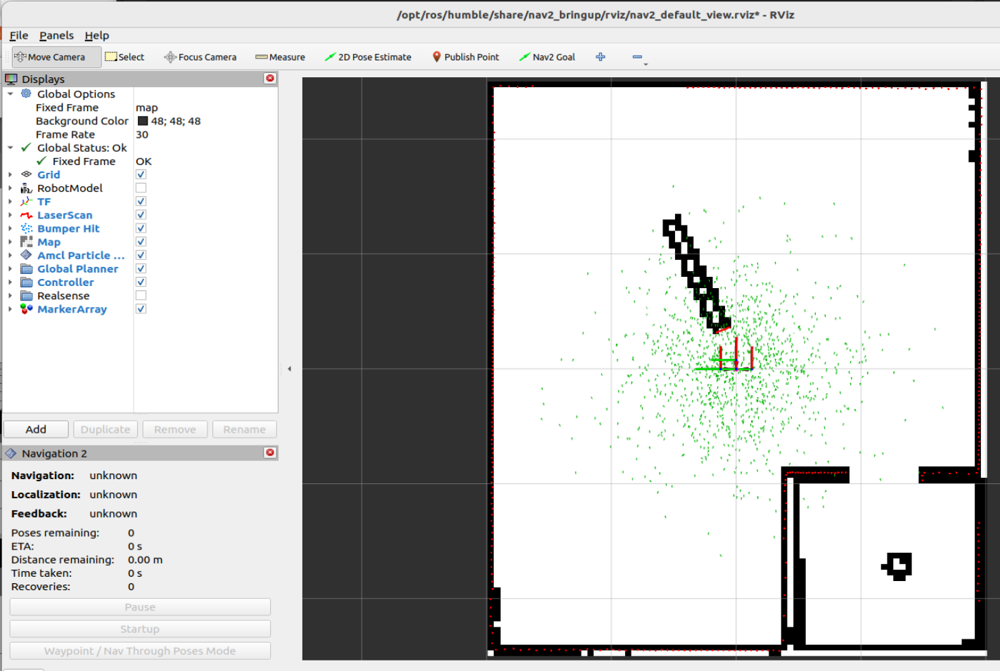 /opt/ros/humble/share/nav2_bringup/rviz/nav2_default_view.rviz* - RViz
File Panels Help
Move Camera Select Focus Camera Measure 2D Pose Estimate Publish Point Nav2 Goal
Displays
Global Options
Fixed Frame map
Background Color 48; 48; 48
Frame Rate 30
Global Status: Ok
Fixed Frame OK
Grid
RobotModel
TF
LaserScan
Bumper Hit
Map
Amcl Particle ...
Global Planner
Controller
Realsense
MarkerArray
Add Duplicate Remove Rename
Navigation 2
Navigation: unknown
Localization: unknown
Feedback: unknown
Poses remaining: 0
ETA: 0 s
Distance remaining: 0.00 m
Time taken: 0 s
Recoveries: 0
Pause
Startup
Waypoint / Nav Through Poses Mode